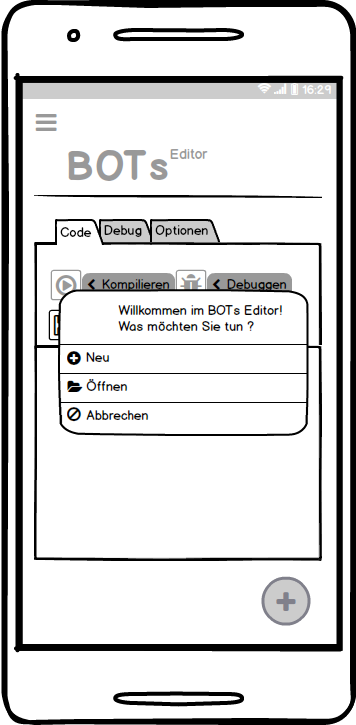 16:29
BOTs Editor
Code Debug Optionen
Kompilieren Debuggen
Willkommen im BOTs Editor!
Was möchten Sie tun ?
Neu
Öffnen
Abbrechen